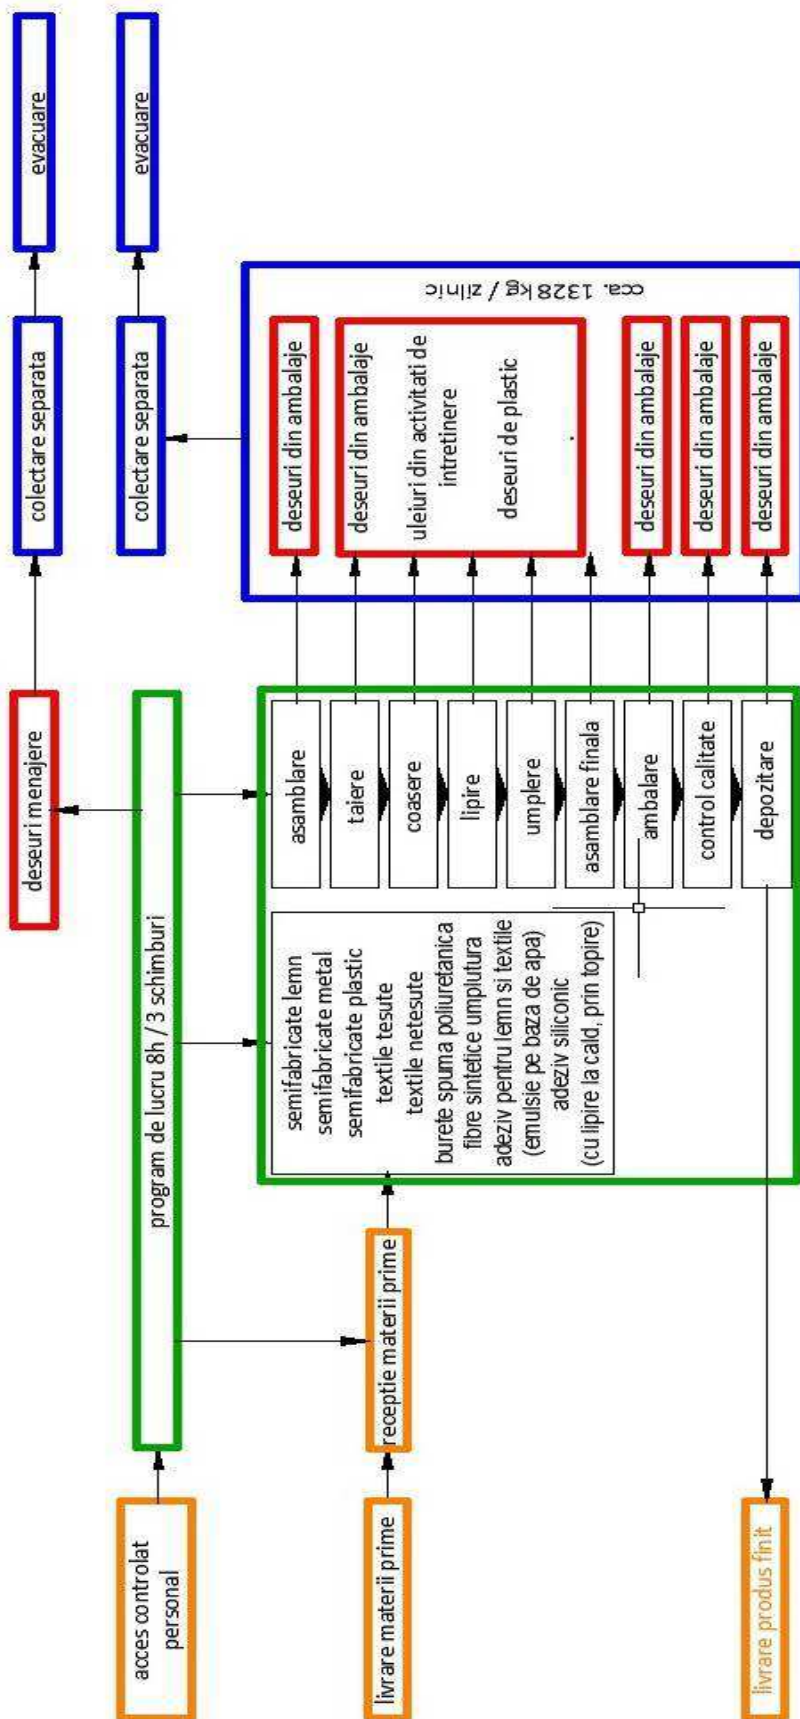 acces controlat
personal
program de lucru 8h / 3 schimburi
deseuri menajere
colectare separata
evacuare
colectare separata
evacuare
livrare materii prime
receptie materii prime
semifabricate lemn
semifabricate metal
semifabricate plastic
textile tesute
textile netesute
burete spuma poliuretanica
fibre sintetice umplutura
adeziv pentru lemn si textile
(emulsie pe baza de apa)
adeziv siliconic
(cu lipire la cald, prin topire)
asamblare
taiere
coasere
lipire
umplere
asamblare finala
ambalare
control calitate
depozitare
deseuri din ambalaje
deseuri din ambalaje
uleiuri din activitati de
intretinere
deseuri de plastic
deseuri din ambalaje
deseuri din ambalaje
deseuri din ambalaje
cca. 1328 kg / zilnic
livrare produs finit